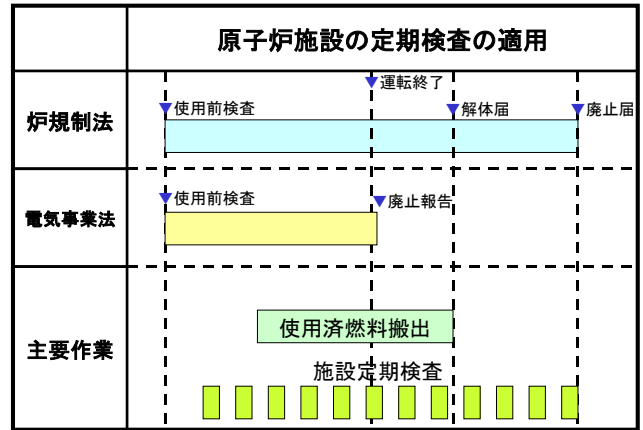 原子炉施設の定期検査の適用
炉規制法
▼運転終了
▼使用前検査
▼解体届
▼廃止届
電気事業法
▼使用前検査
▼廃止報告
主要作業
使用済燃料搬出
施設定期検査